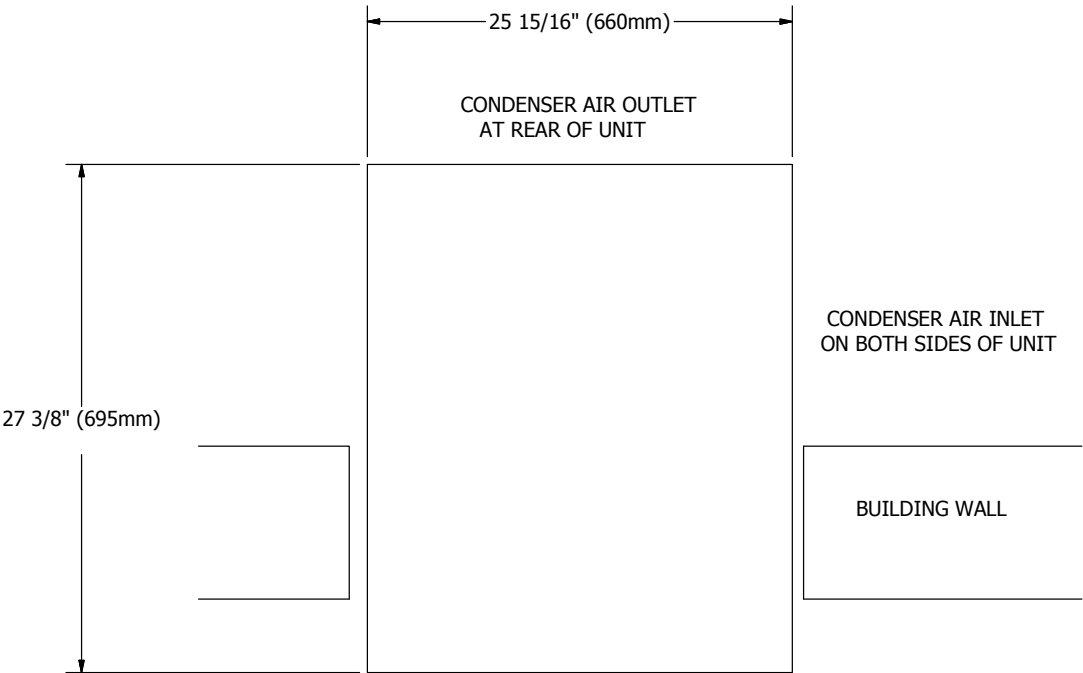 25 15/16" (660mm)
CONDENSER AIR OUTLET
AT REAR OF UNIT
CONDENSER AIR INLET
ON BOTH SIDES OF UNIT
27 3/8" (695mm)
BUILDING WALL